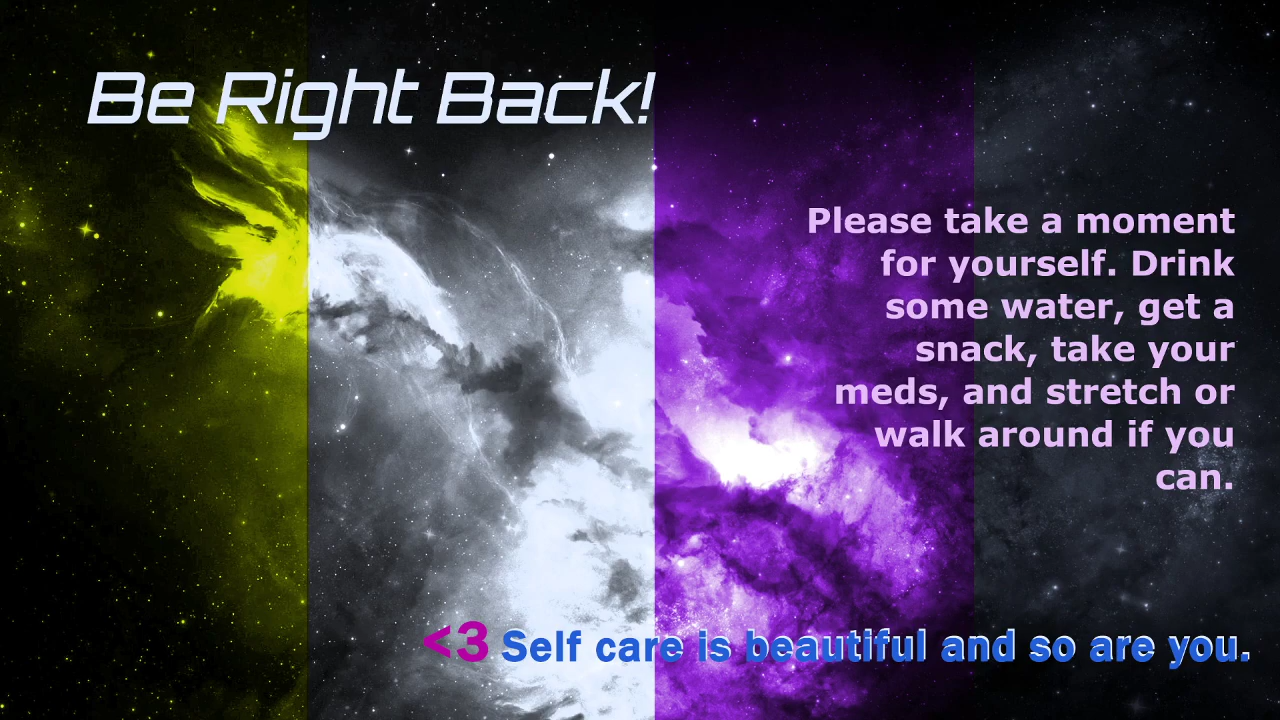 Be Right Back!
Please take a moment
for yourself. Drink
some water, get a
snack, take your
meds, and stretch or
walk around if you
can.
<3 Self care is beautiful and so are you.